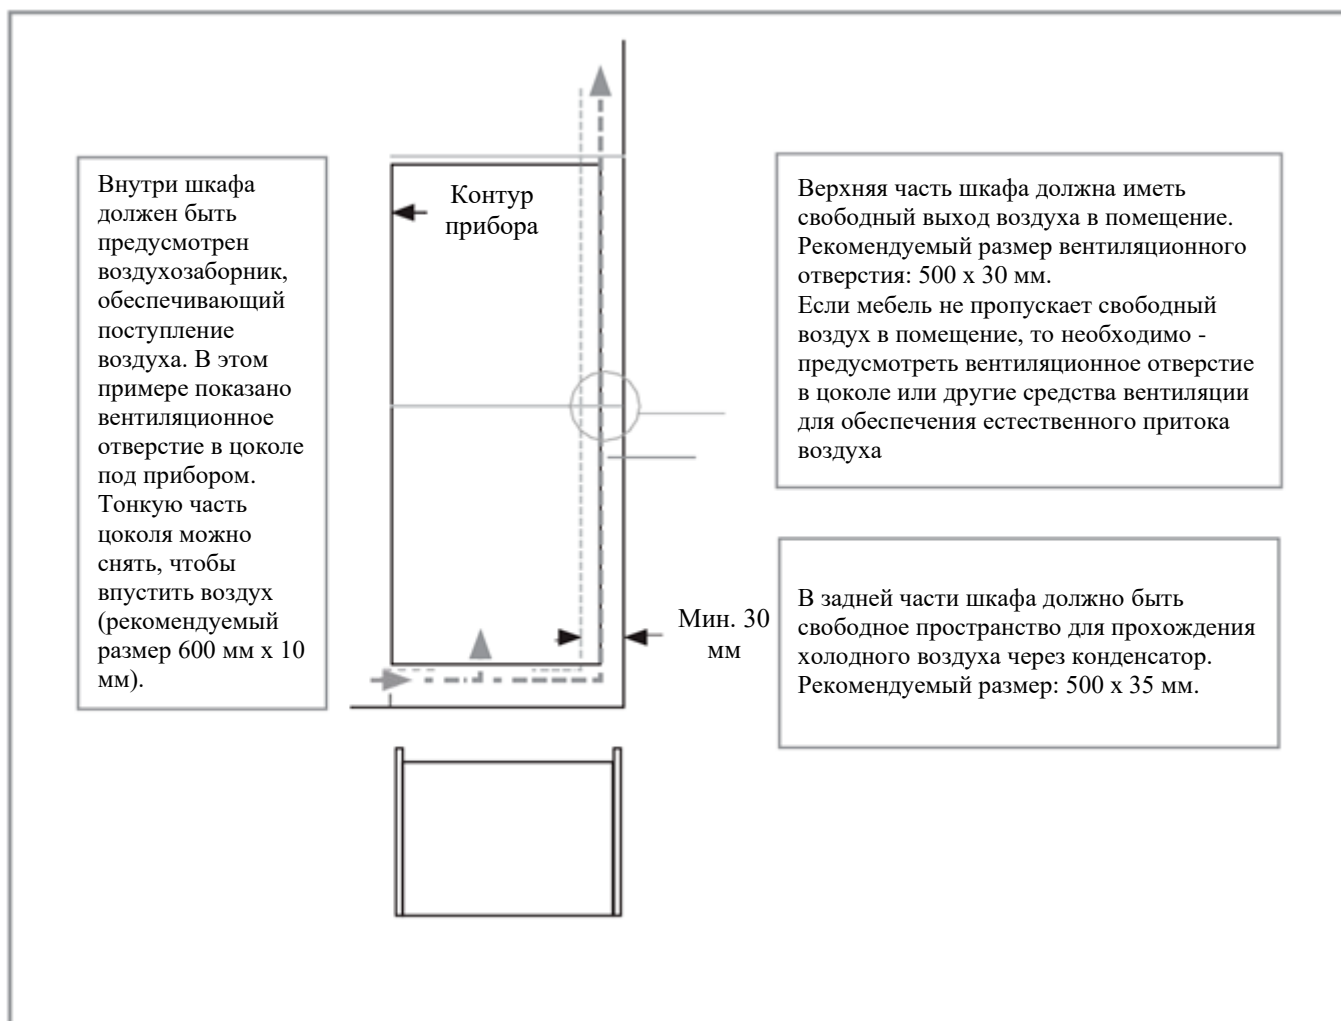 Внутри шкафа
должен быть
предусмотрен
воздухозаборник,
обеспечивающий
поступление
воздуха. В этом
примере показано
вентиляционное
отверстие в цоколе
под прибором.
Тонкую часть
цоколя можно
снять, чтобы
впустить воздух
(рекомендуемый
размер 600 мм x 10
мм).
Контур
прибора
Мин. 30
мм
Верхняя часть шкафа должна иметь
свободный выход воздуха в помещение.
Рекомендуемый размер вентиляционного
отверстия: 500 x 30 мм.
Если мебель не пропускает свободный
воздух в помещение, то необходимо -
предусмотреть вентиляционное отверстие
в цоколе или другие средства вентиляции
для обеспечения естественного притока
воздуха
В задней части шкафа должно быть
свободное пространство для прохождения
холодного воздуха через конденсатор.
Рекомендуемый размер: 500 x 35 мм.